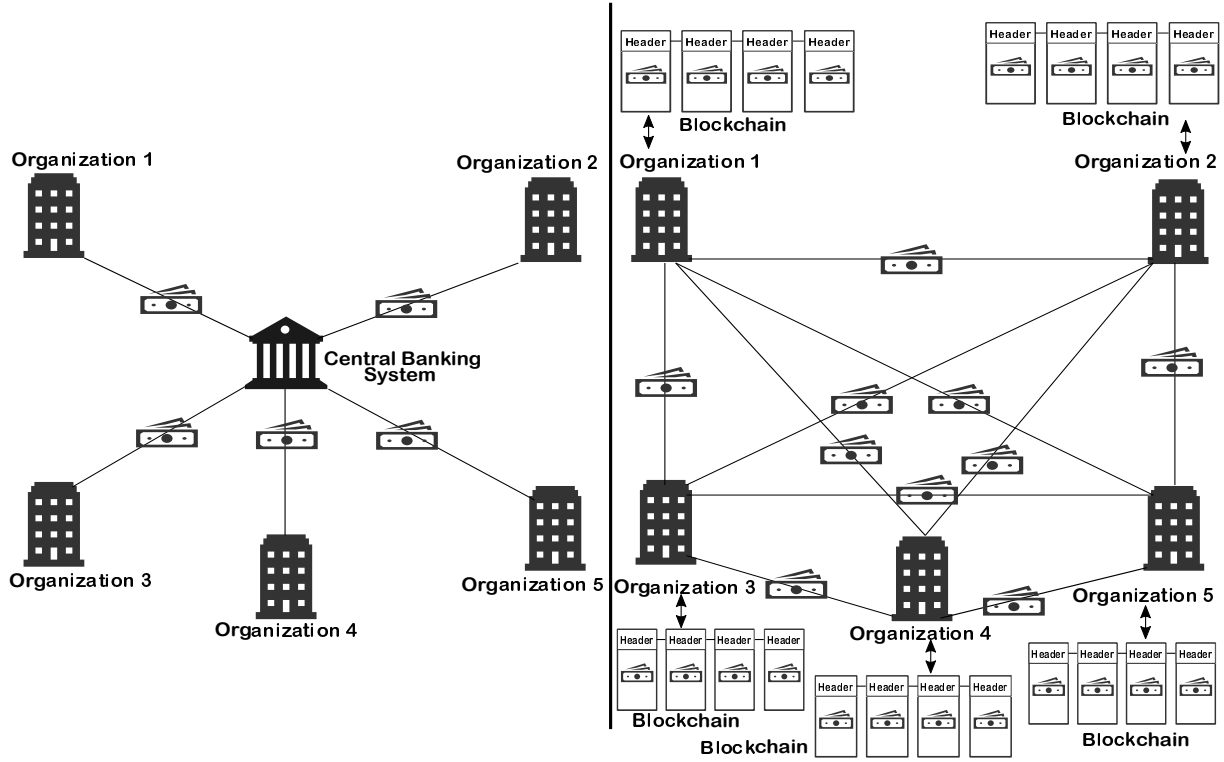 Organization 1
Organization 2
Central Banking
System
Organization 3
Organization 4
Organization 5
Header Header Header Header
Blockchain
Header Header Header Header
Blockchain
Organization 1
Organization 2
Organization 3
Organization 4
Organization 5
Header Header Header Header
Blockchain
Header Header Header Header
Blockchain
Header Header Header Header
Blockchain